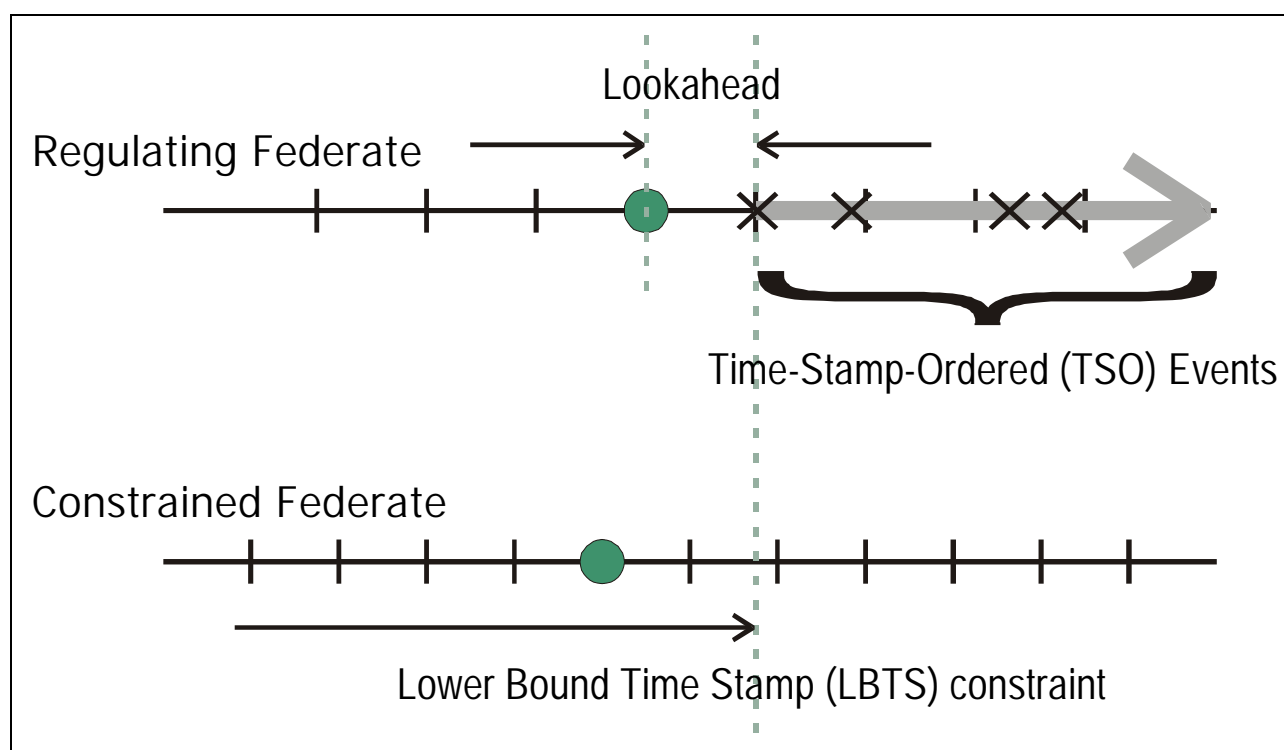 Lookahead
Regulating Federate
Time-Stamp-Ordered (TSO) Events
Constrained Federate
Lower Bound Time Stamp (LBTS) constraint